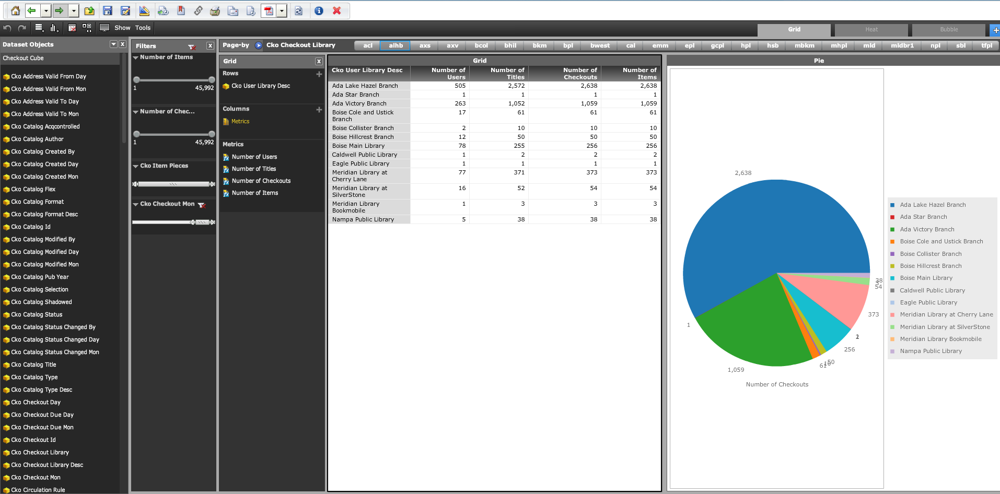 Show Tools
Grid Heat Bubble
Dataset Objects
Checkout Cube
Cko Address Valid From Day
Cko Address Valid From Mon
Cko Address Valid To Day
Cko Address Valid To Mon
Cko Catalog Acqcontrolled
Cko Catalog Author
Cko Catalog Created By
Cko Catalog Created Day
Cko Catalog Created Mon
Cko Catalog Flex
Cko Catalog Format
Cko Catalog Format Desc
Cko Catalog Id
Cko Catalog Modified By
Cko Catalog Modified Day
Cko Catalog Modified Mon
Cko Catalog Pub Year
Cko Catalog Selection
Cko Catalog Shadowed
Cko Catalog Status
Cko Catalog Status Changed By
Cko Catalog Status Changed Day
Cko Catalog Status Changed Mon
Cko Catalog Title
Cko Catalog Type
Cko Catalog Type Desc
Cko Checkout Day
Cko Checkout Due Day
Cko Checkout Due Mon
Cko Checkout Id
Cko Checkout Library
Cko Checkout Library Desc
Cko Checkout Mon
Cko Circulation Rule
Filters
Number of Items
1 45,992
Number of Chec...
1 45,992
Cko Item Pieces
Cko Checkout Mon
Page-by Cko Checkout Library acl alhb axs axv bcol bhil bkm bpl bwest cal emm epl gcpl hpl hsb mbkm mhpl mld mldbr1 npl sbl tfpl
Grid
Rows
Cko User Library Desc
Columns
Metrics
Metrics
Number of Users
Number of Titles
Number of Checkouts
Number of Items
Grid
Cko User Library Desc Number of Users Number of Titles Number of Checkouts Number of Items
Ada Lake Hazel Branch 505 2,572 2,638 2,638
Ada Star Branch 1 1 1 1
Ada Victory Branch 263 1,052 1,059 1,059
Boise Cole and Ustick 17 61 61 61
Branch
Boise Collister Branch 2 10 10 10
Boise Hillcrest Branch 12 50 50 50
Boise Main Library 78 255 256 256
Caldwell Public Library 1 2 2 2
Eagle Public Library 1 1 1 1
Meridian Library at 77 371 373 373
Cherry Lane
Meridian Library at 16 52 54 54
SilverStone
Meridian Library 1 3 3 3
Bookmobile
Nampa Public Library 5 38 38 38
Pie
2,638
38
54
373
1
256
50
61
1,059
Number of Checkouts
Ada Lake Hazel Branch
Ada Star Branch
Ada Victory Branch
Boise Cole and Ustick Branch
Boise Collister Branch
Boise Hillcrest Branch
Boise Main Library
Caldwell Public Library
Eagle Public Library
Meridian Library at Cherry Lane
Meridian Library at SilverStone
Meridian Library Bookmobile
Nampa Public Library